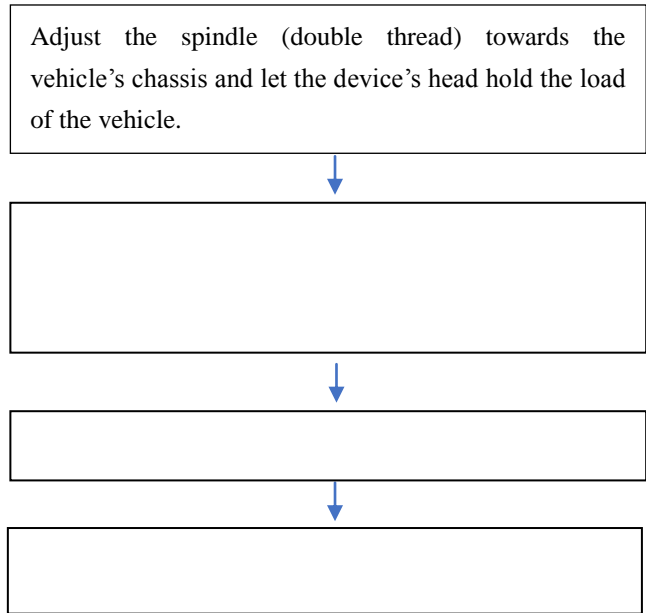 Adjust the spindle (double thread) towards the
vehicle’s chassis and let the device’s head hold the load
of the vehicle.